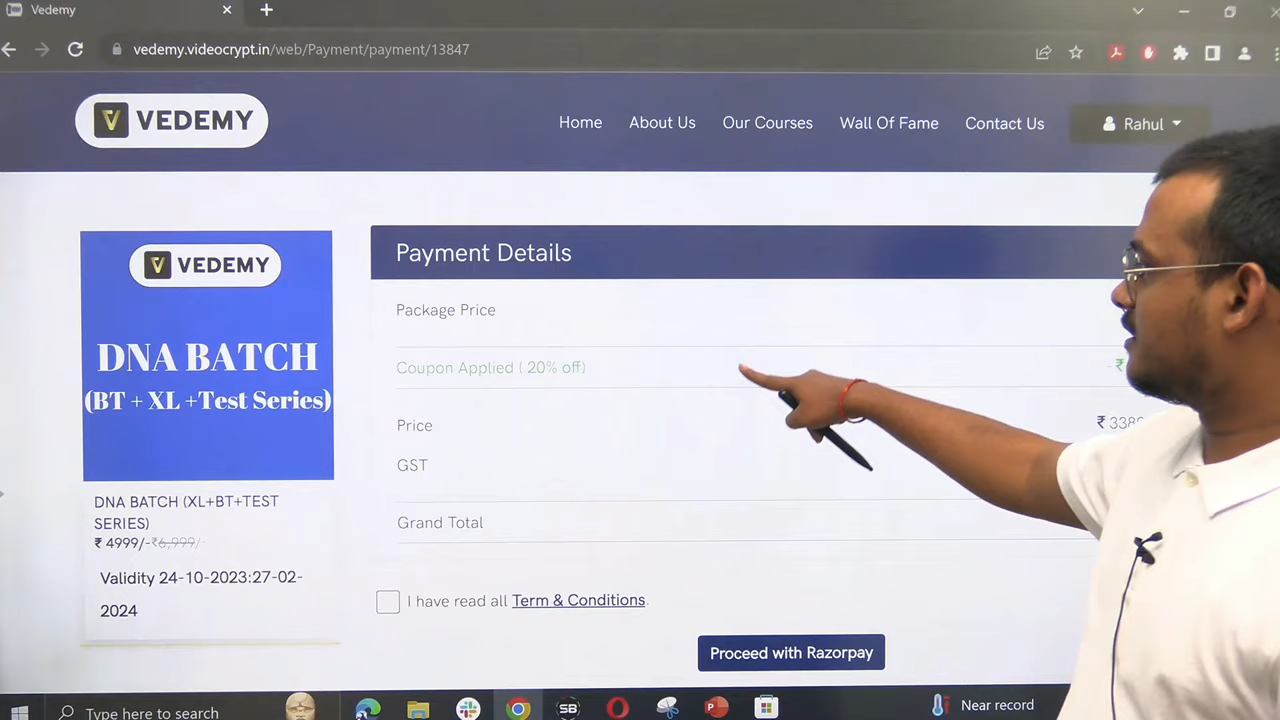 Vedemy
vedemy.videocrypt.in/web/Payment/payment/13847
VEDEMY
Home
About Us
Our Courses
Wall Of Fame
Contact Us
Rahul
VEDEMY
DNA BATCH
(BT + XL +Test Series)
DNA BATCH (XL+BT+TEST
SERIES)
₹ 4999/-₹6,999/-
Validity 24-10-2023:27-02-
2024
Payment Details
Package Price
Coupon Applied ( 20% off)
-₹
Price
₹
GST
Grand Total
I have read all Term & Conditions.
Proceed with Razorpay
Type here to search
SB
Near record